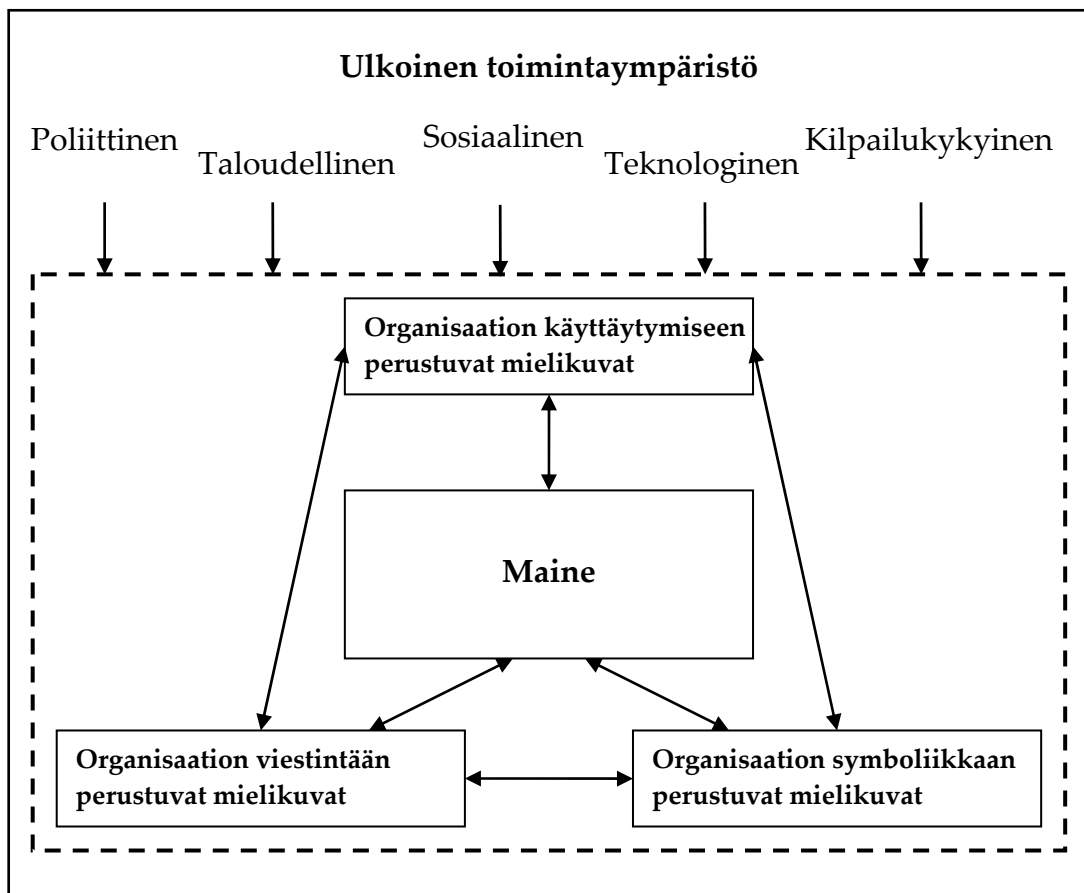 Ulkoinen toimintaympäristö
Poliittinen
Taloudellinen
Sosiaalinen
Teknologinen
Kilpailukykyinen
Organisaation käyttäytymiseen
perustuvat mielikuvat
Maine
Organisaation viestintään
perustuvat mielikuvat
Organisaation symboliikkaan
perustuvat mielikuvat